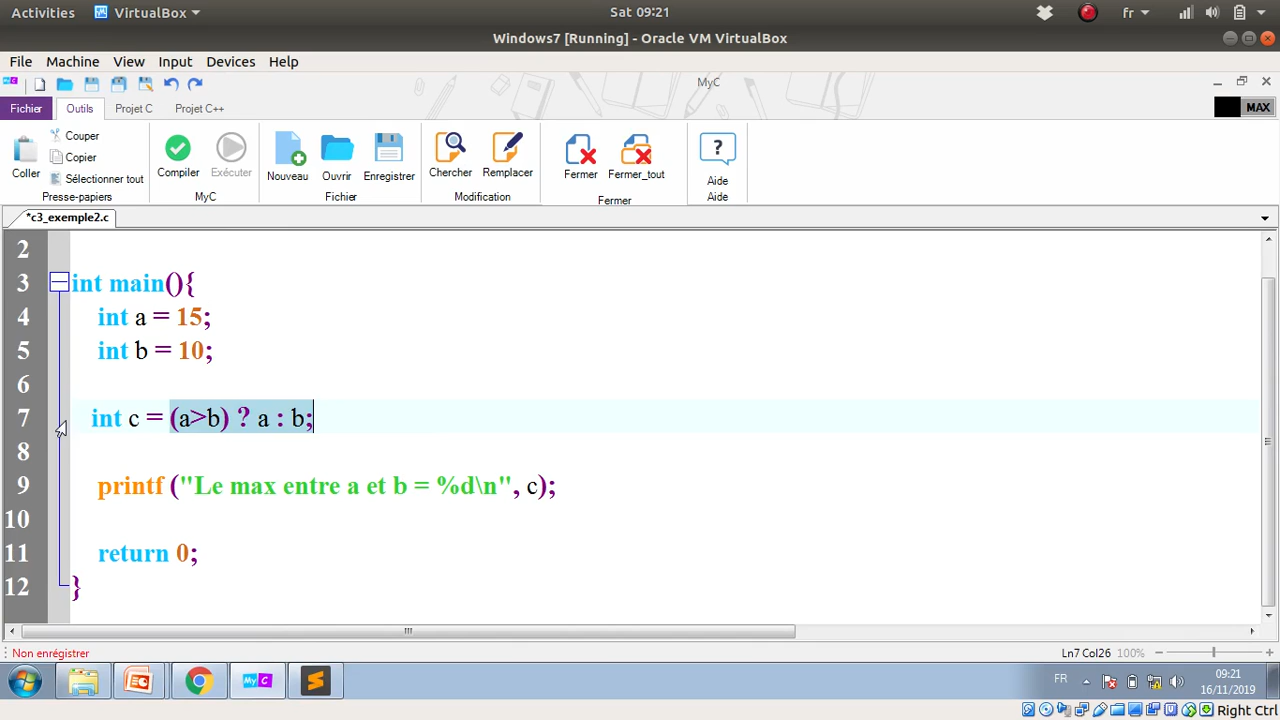 Activities VirtualBox Sat 09:21 fr
Windows7 [Running] - Oracle VM VirtualBox
File Machine View Input Devices Help
MyC
Fichier Outils Projet C Projet C++ MAX
Coller Couper Copier Sélectionner tout Compiler Exécuter Nouveau Ouvrir Enregistrer Chercher Remplacer Fermer Fermer_tout Aide
Presse-papiers MyC Fichier Modification Fermer Aide
*c3_exemple2.c
2
3 int main(){
4 int a = 15;
5 int b = 10;
6
7 int c = (a>b) ? a : b;
8
9 printf ("Le max entre a et b = %d\n", c);
10
11 return 0;
12 }
Non enrégistrer Ln7 Col26 100%
MyC FR 09:21
16/11/2019
Right Ctrl